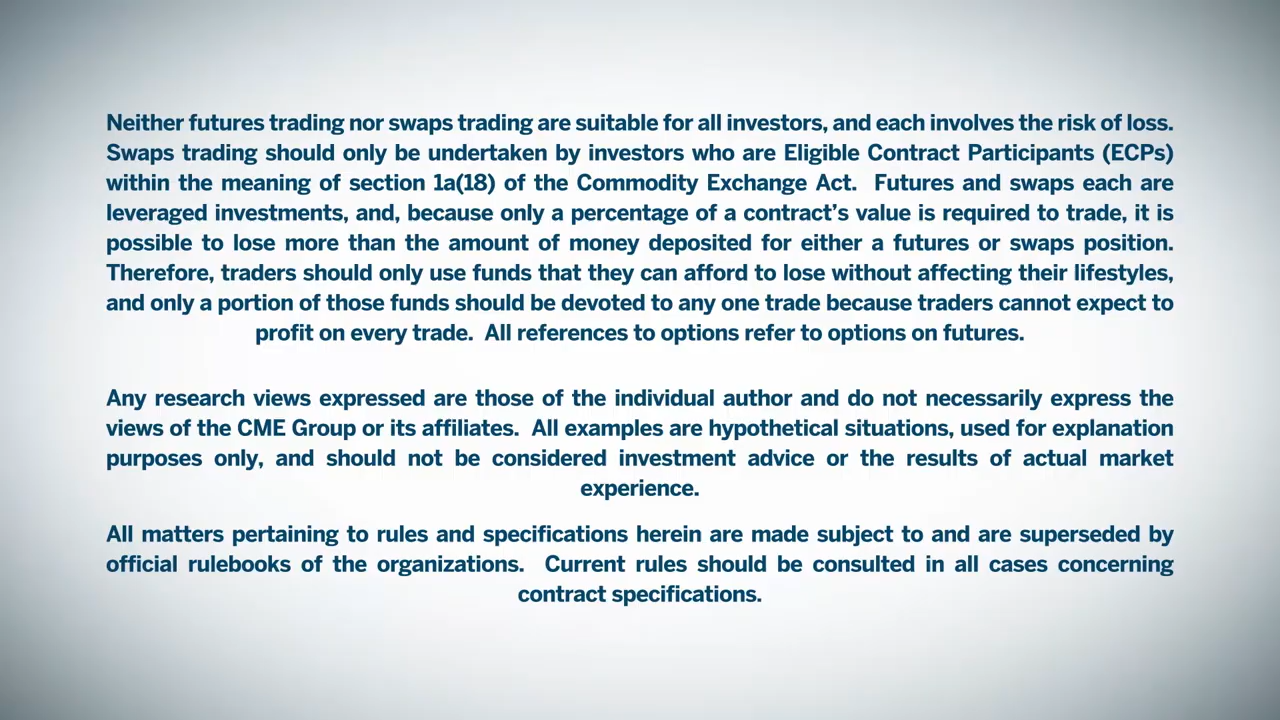 Neither futures trading nor swaps trading are suitable for all investors, and each involves the risk of loss.
Swaps trading should only be undertaken by investors who are Eligible Contract Participants (ECPs)
within the meaning of section 1a(18) of the Commodity Exchange Act.  Futures and swaps each are
leveraged investments, and, because only a percentage of a contract’s value is required to trade, it is
possible to lose more than the amount of money deposited for either a futures or swaps position.
Therefore, traders should only use funds that they can afford to lose without affecting their lifestyles,
and only a portion of those funds should be devoted to any one trade because traders cannot expect to
profit on every trade.  All references to options refer to options on futures.
Any research views expressed are those of the individual author and do not necessarily express the
views of the CME Group or its affiliates.  All examples are hypothetical situations, used for explanation
purposes only, and should not be considered investment advice or the results of actual market
experience.
All matters pertaining to rules and specifications herein are made subject to and are superseded by
official rulebooks of the organizations.  Current rules should be consulted in all cases concerning
contract specifications.